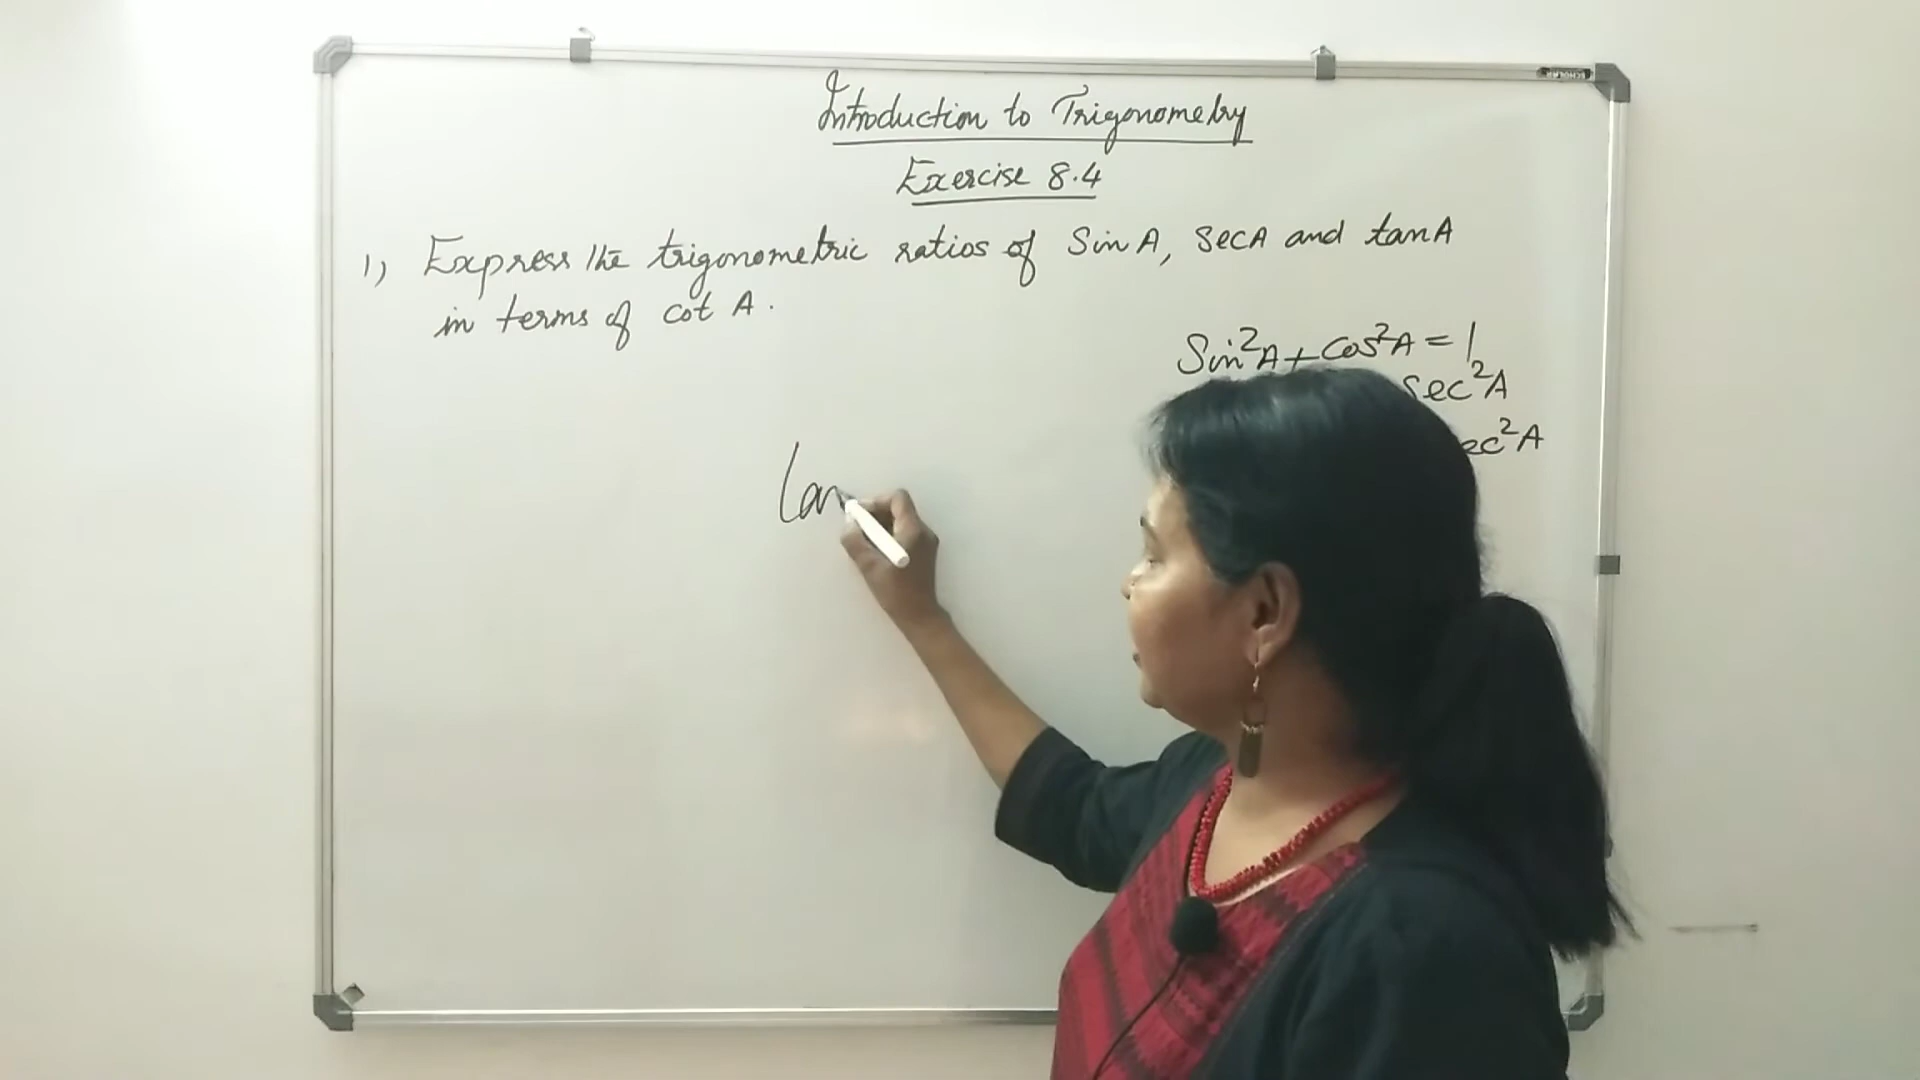 Introduction to Trigonometry
Exercise 8.4
1) Express the trigonometric ratios of Sin A, SecA and tanA
in terms of cot A.
Sin²A + Cos²A = 1
sec²A
ec²A
tan
SCHOLAR